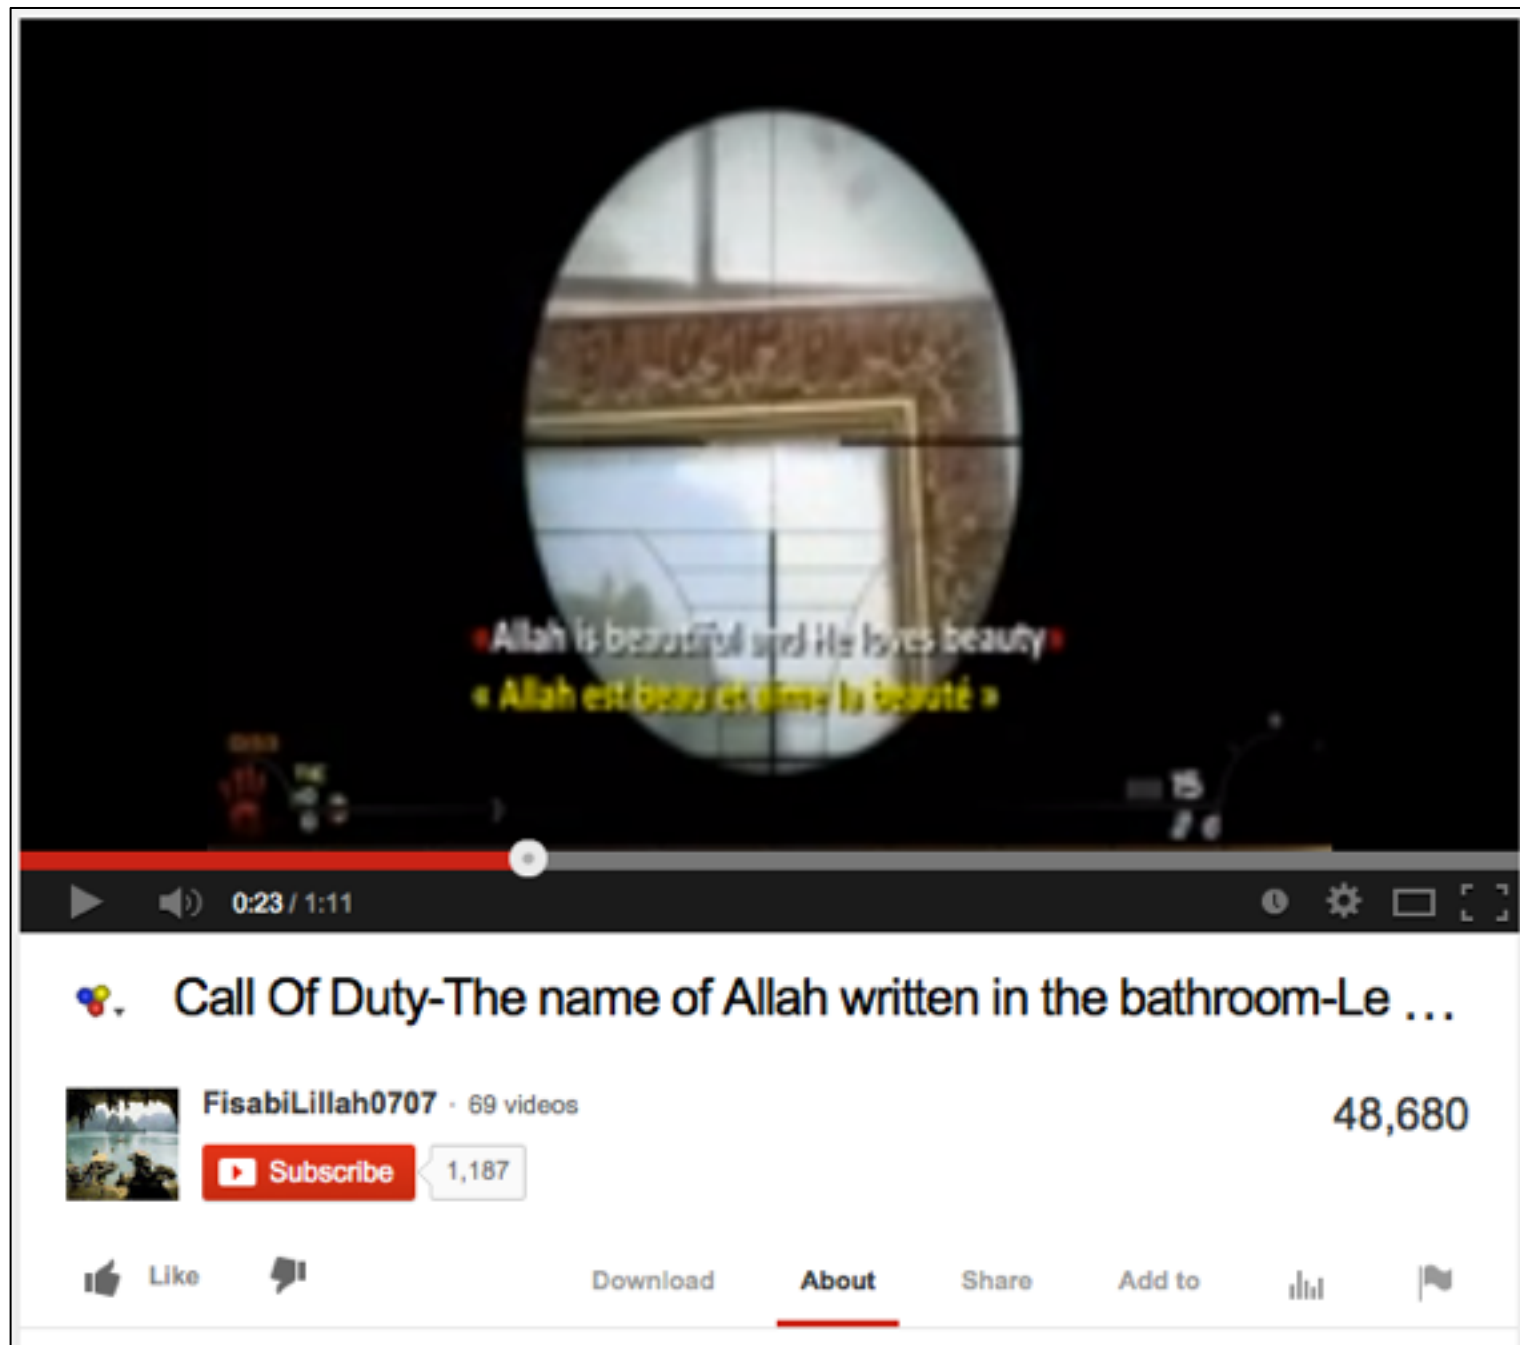 Allah is beautiful and He loves beauty
« Allah est beau et aime la beauté »
15
0:23 / 1:11
Call Of Duty-The name of Allah written in the bathroom-Le ...
FisabiLillah0707 · 69 videos
48,680
Subscribe 1,187
Like Download About Share Add to